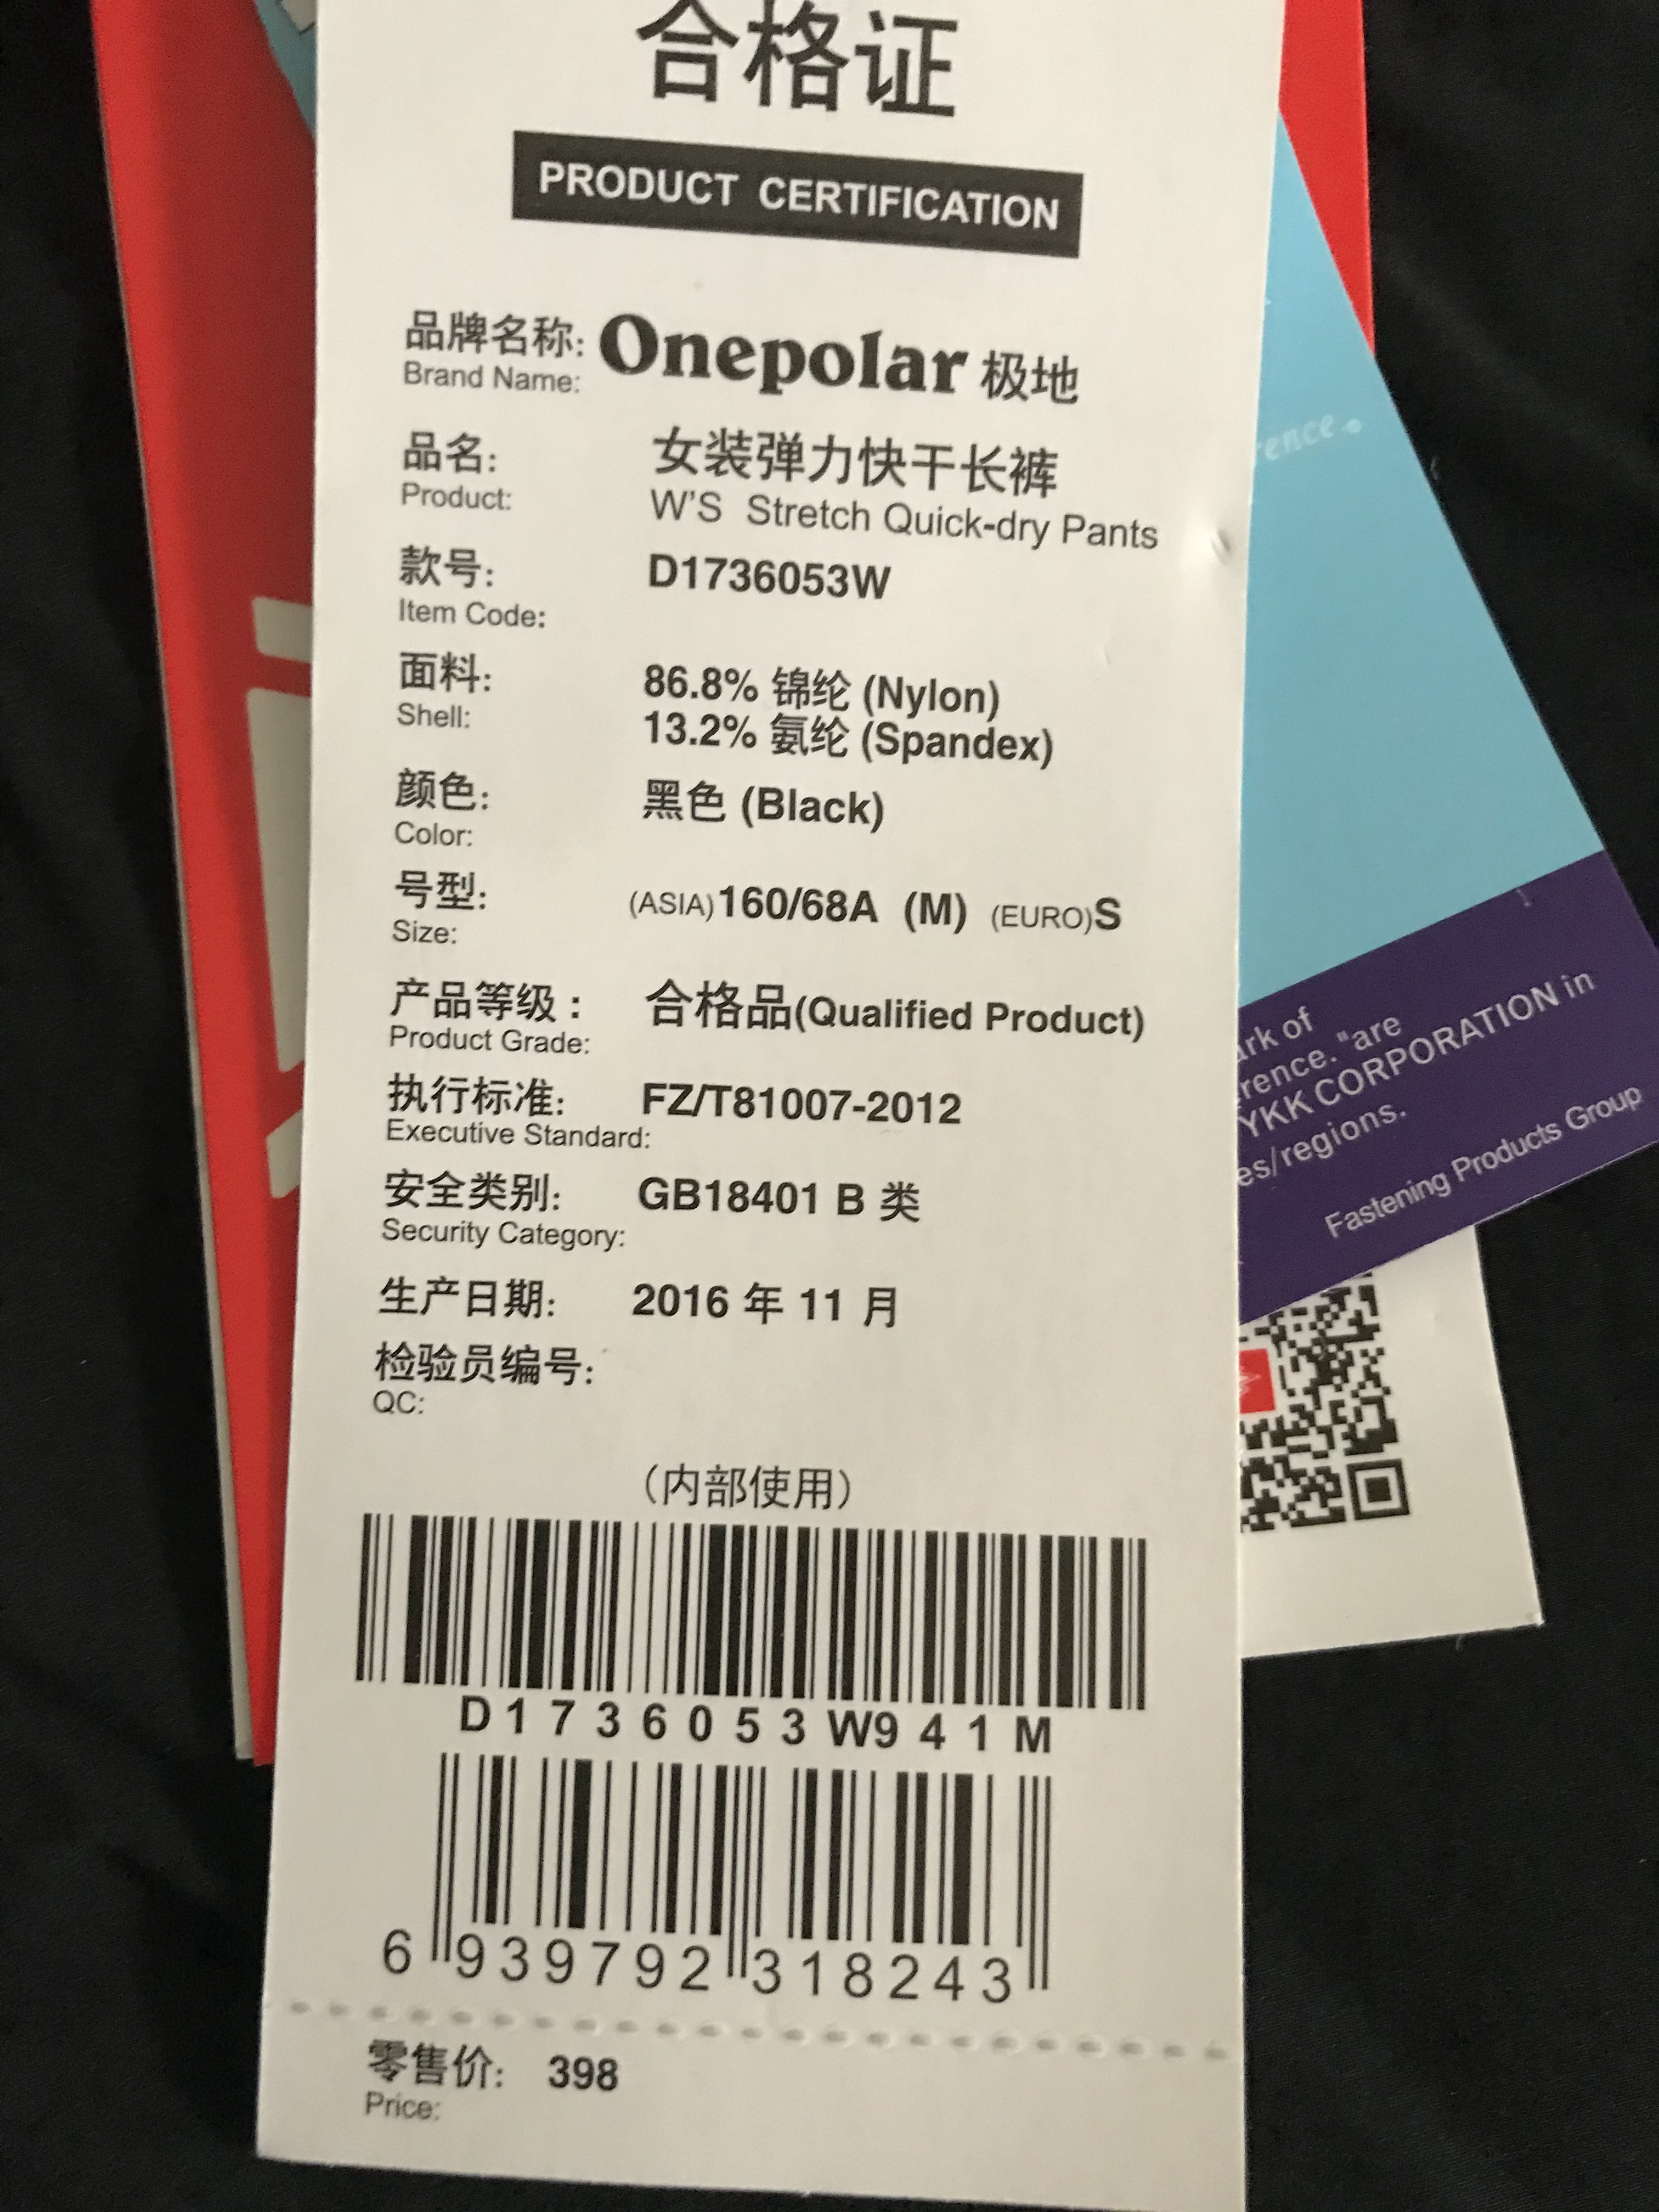 合格证
PRODUCT CERTIFICATION
品牌名称: Onepolar 极地
Brand Name:
品名: 女装弹力快干长裤
Product: W'S Stretch Quick-dry Pants
款号: D1736053W
Item Code:
面料: 86.8% 锦纶 (Nylon)
Shell: 13.2% 氨纶 (Spandex)
颜色: 黑色 (Black)
Color:
号型: (ASIA)160/68A (M) (EURO)S
Size:
产品等级: 合格品(Qualified Product)
Product Grade:
执行标准: FZ/T81007-2012
Executive Standard:
安全类别: GB18401 B 类
Security Category:
生产日期: 2016 年 11 月
检验员编号:
QC:
(内部使用)
D1736053W941M
6 939792 318243
零售价: 398
Price:
of
"are
YKK CORPORATION in
/regions.
Fastening Products Group